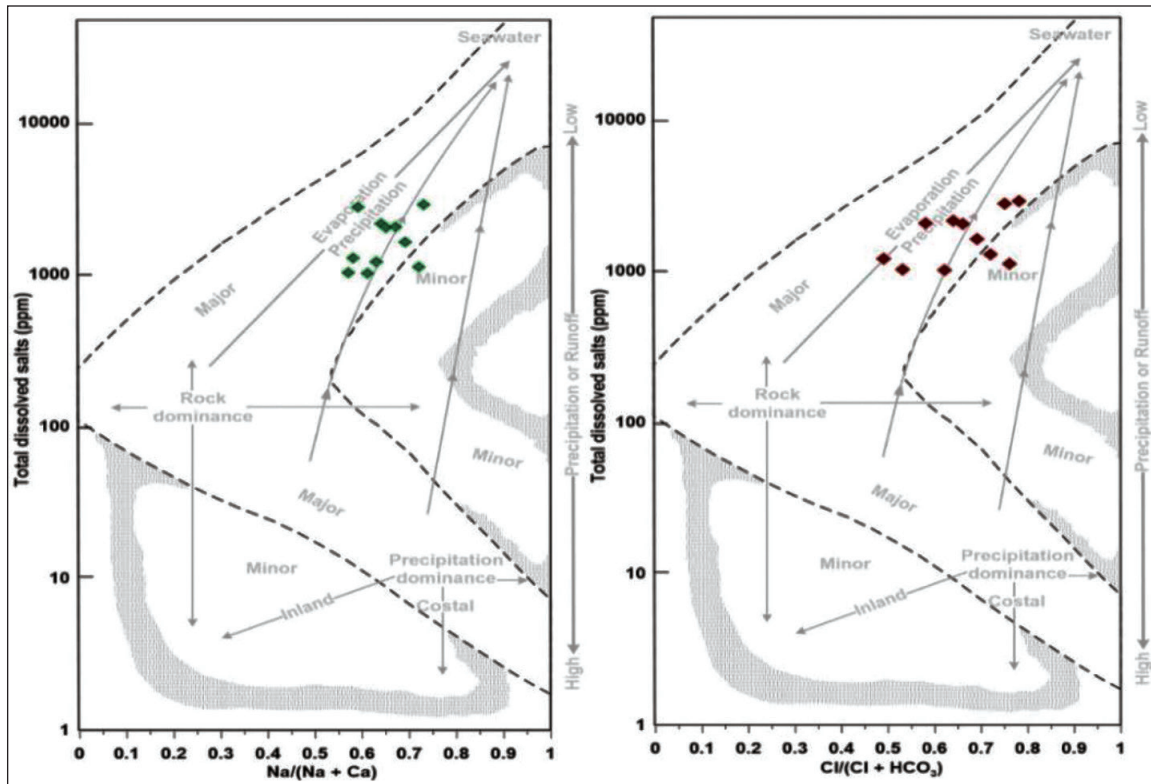 Seawater
10000
Low
Evaporation
Precipitation
1000
Minor
Major
Total dissolved salts (ppm)
Precipitation or Runoff
Rock
dominance
100
Minor
Major
Precipitation
dominance
Minor
10
Inland
Costal
High
1
0 0.1 0.2 0.3 0.4 0.5 0.6 0.7 0.8 0.9 1
Na/(Na + Ca)
Seawater
10000
Low
Evaporation
Precipitation
1000
Minor
Major
Total dissolved salts (ppm)
Precipitation or Runoff
Rock
dominance
100
Minor
Major
Precipitation
dominance
Minor
10
Inland
Costal
High
1
0 0.1 0.2 0.3 0.4 0.5 0.6 0.7 0.8 0.9 1
Cl/(Cl + HCO₃)